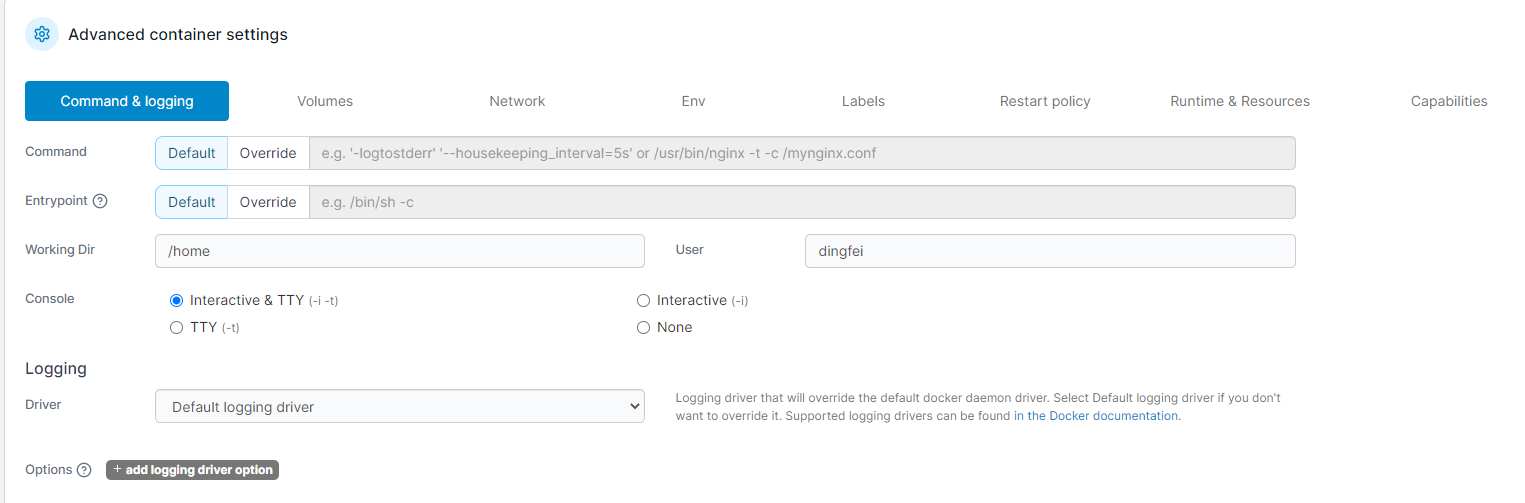 Advanced container settings
Command & logging Volumes Network Env Labels Restart policy Runtime & Resources Capabilities
Command Default Override e.g. '-logtostderr' '--housekeeping_interval=5s' or /usr/bin/nginx -t -c /mynginx.conf
Entrypoint Default Override e.g. /bin/sh -c
Working Dir /home User dingfei
Console Interactive & TTY (-i -t) Interactive (-i)
TTY (-t) None
Logging
Driver Default logging driver Logging driver that will override the default docker daemon driver. Select Default logging driver if you don't
want to override it. Supported logging drivers can be found in the Docker documentation.
Options + add logging driver option